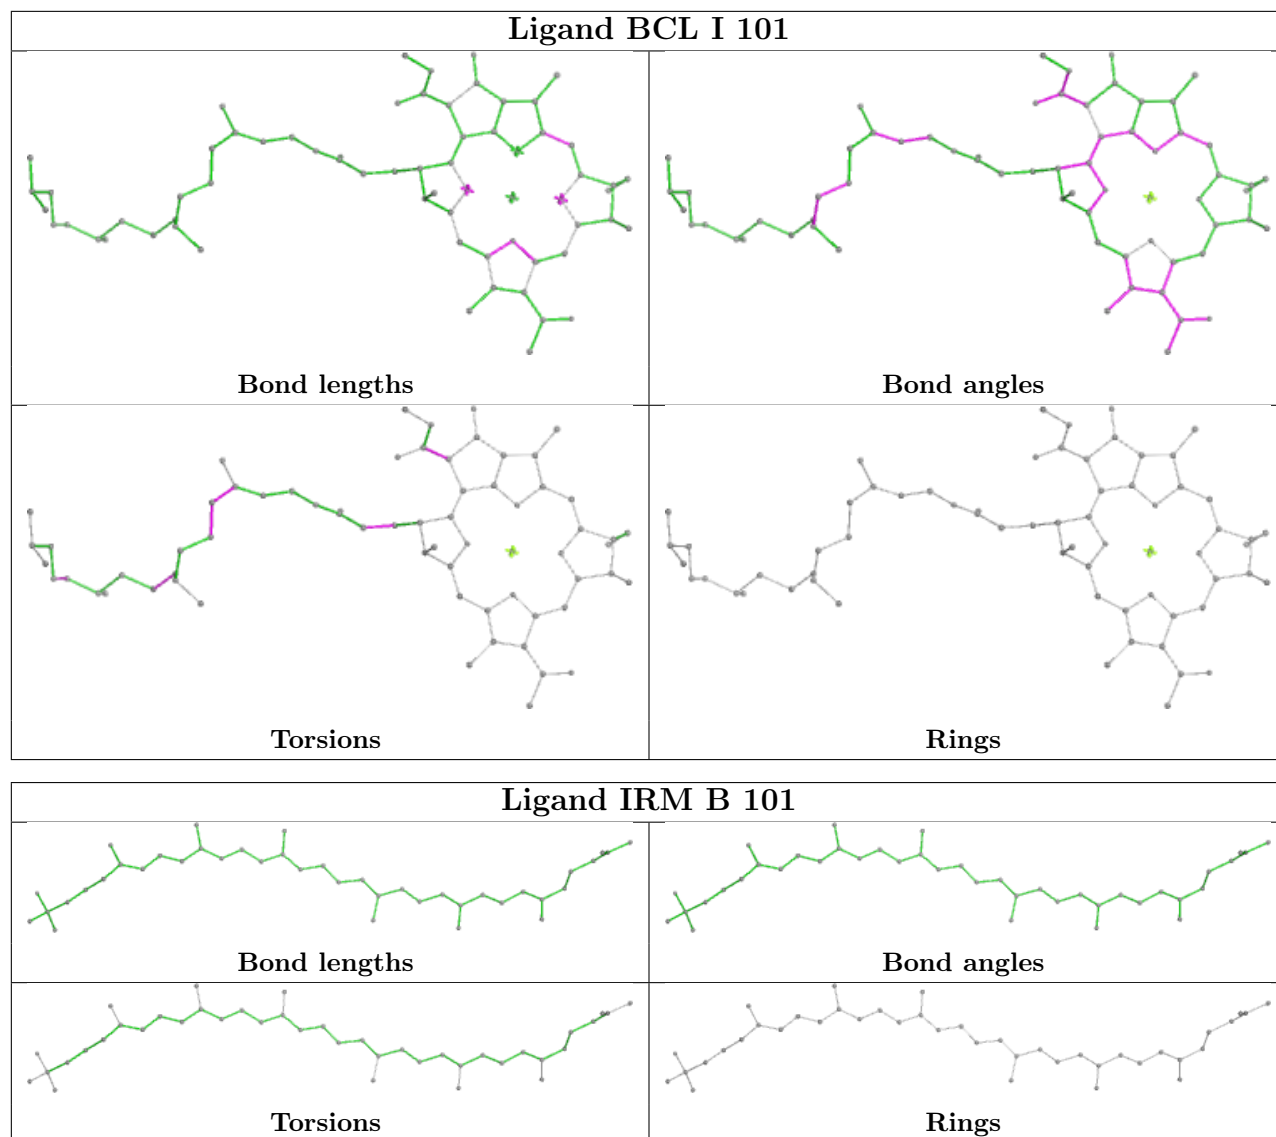 Ligand BCL I 101
Bond lengths
Bond angles
Torsions
Rings
Ligand IRM B 101
Bond lengths
Bond angles
Torsions
Rings